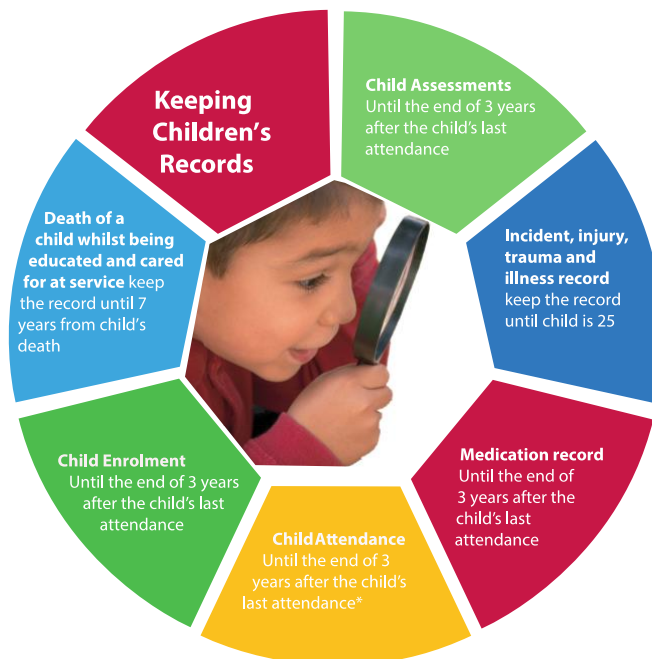 Keeping
Children's
Records
Child Assessments
Until the end of 3 years
after the child's last
attendance
Incident, injury,
trauma and
illness record
keep the record
until child is 25
Medication record
Until the end of
3 years after the
child's last
attendance
Child Attendance
Until the end of 3
years after the child's
last attendance*
Child Enrolment
Until the end of 3 years
after the child's last
attendance
Death of a
child whilst being
educated and cared
for at service keep
the record until 7
years from child's
death